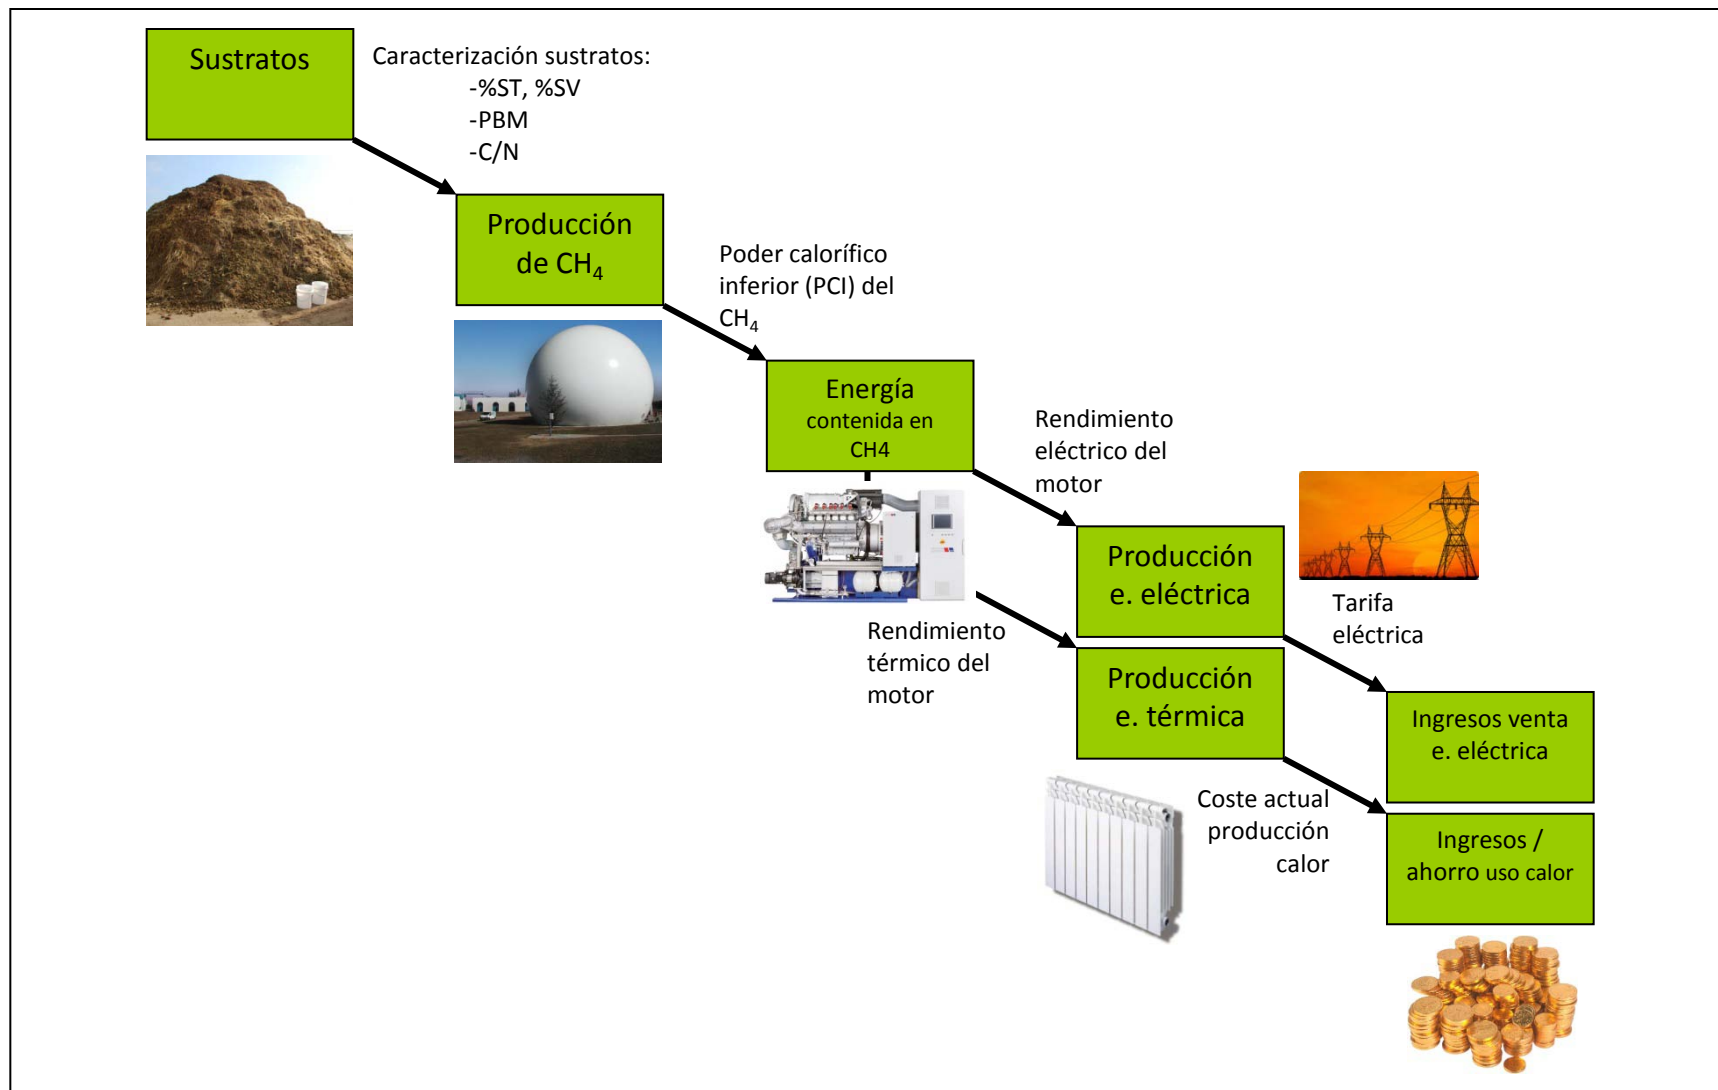 Sustratos
Caracterización sustratos:
-%ST, %SV
-PBM
-C/N
Producción
de CH₄
Poder calorífico
inferior (PCI) del
CH₄
Energía
contenida en
CH4
Rendimiento
eléctrico del
motor
Producción
e. eléctrica
Tarifa
eléctrica
Rendimiento
térmico del
motor
Producción
e. térmica
Ingresos venta
e. eléctrica
Coste actual
producción
calor
Ingresos /
ahorro uso calor